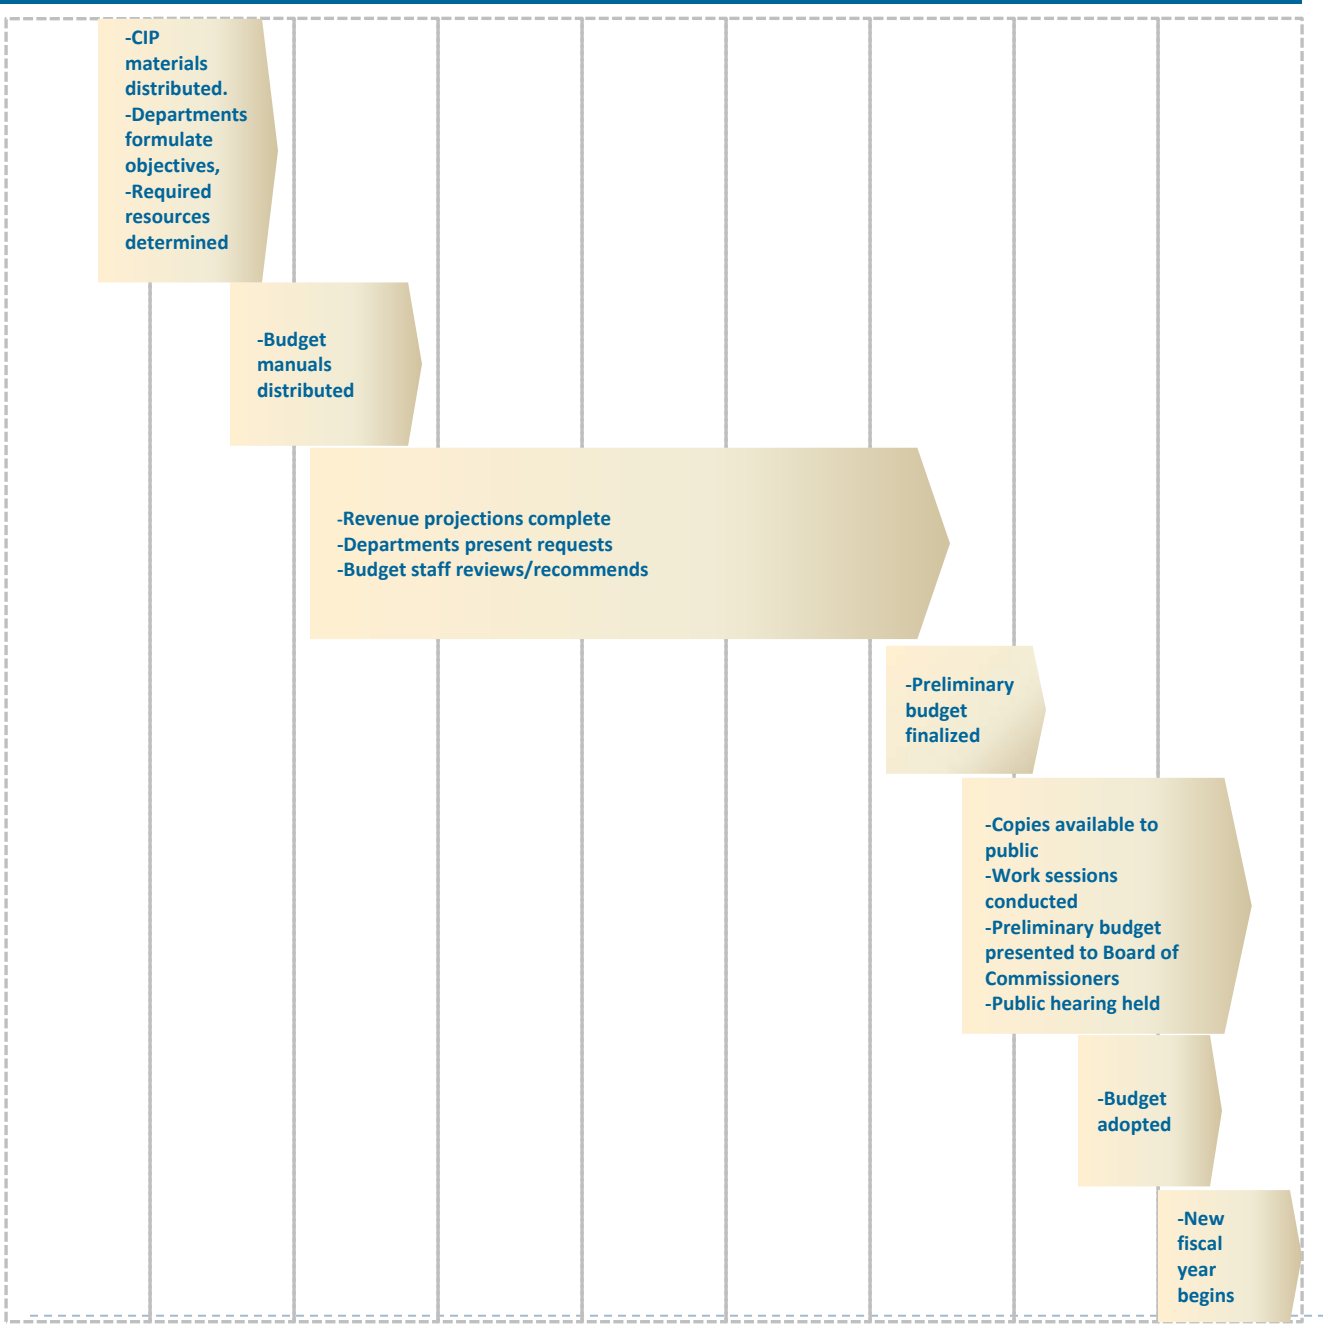 -CIP
materials
distributed.
-Departments
formulate
objectives,
-Required
resources
determined
-Budget
manuals
distributed
-Revenue projections complete
-Departments present requests
-Budget staff reviews/recommends
-Preliminary
budget
finalized
-Copies available to
public
-Work sessions
conducted
-Preliminary budget
presented to Board of
Commissioners
-Public hearing held
-Budget
adopted
-New
fiscal
year
begins